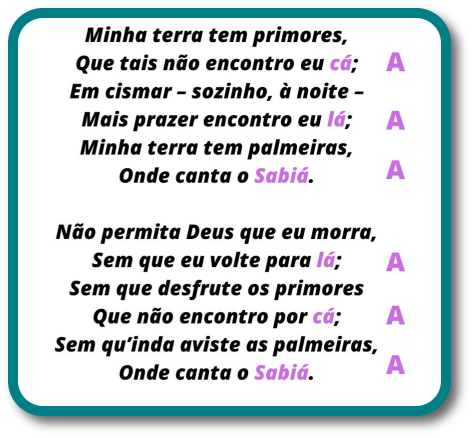 Minha terra tem primores,
Que tais não encontro eu cá; A
Em cismar – sozinho, à noite –
Mais prazer encontro eu lá; A
Minha terra tem palmeiras,
Onde canta o Sabiá. A
Não permita Deus que eu morra,
Sem que eu volte para lá; A
Sem que desfrute os primores
Que não encontro por cá; A
Sem qu’inda aviste as palmeiras,
Onde canta o Sabiá. A